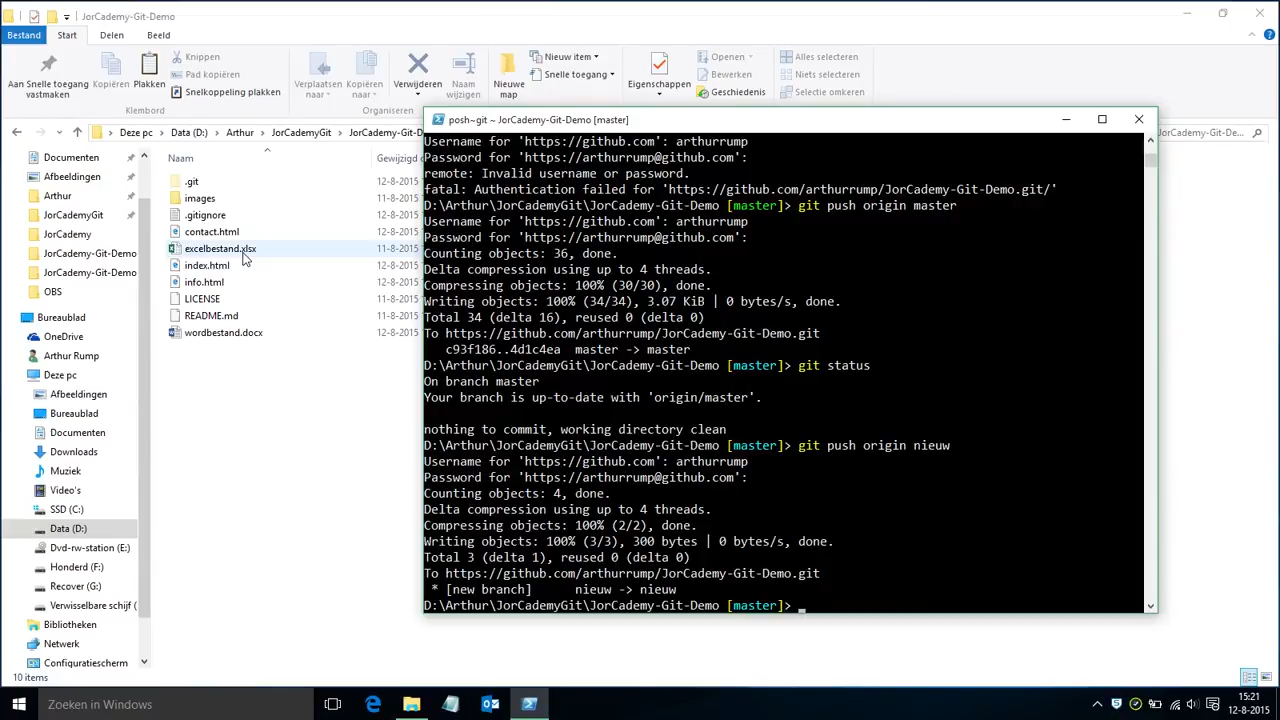 JorCademy-Git-Demo
Bestand Start Delen Beeld
Aan Snelle toegang vastmaken
Kopiëren
Plakken
Knippen
Pad kopiëren
Snelkoppeling plakken
Klembord
Verplaatsen naar
Kopiëren naar
Verwijderen
Naam wijzigen
Organiseren
Nieuwe map
Nieuw item
Snelle toegang
Eigenschappen
Openen
Bewerken
Geschiedenis
Alles selecteren
Niets selecteren
Selectie omkeren
Deze pc Data (D:) Arthur JorCademyGit JorCademy-Git-D
-Git-De...
Documenten
Afbeeldingen
Arthur
JorCademyGit
JorCademy
JorCademy-Git-Demo
JorCademy-Git-Demo
OBS
Bureaublad
OneDrive
Arthur Rump
Deze pc
Afbeeldingen
Bureaublad
Documenten
Downloads
Muziek
Video's
SSD (C:)
Data (D:)
Dvd-rw-station (E:)
Honderd (F:)
Recover (G:)
Verwisselbare schijf (
Bibliotheken
Netwerk
Configuratiescherm
10 items
Naam Gewijzigd
.git 12-8-2015
images 12-8-2015
.gitignore 12-8-2015
contact.html 12-8-2015
excelbestand.xlsx 11-8-2015
index.html 12-8-2015
info.html 12-8-2015
LICENSE 11-8-2015
README.md 11-8-2015
wordbestand.docx 12-8-2015
posh~git ~ JorCademy-Git-Demo [master]
Username for 'https://github.com': arthurrump
Password for 'https://arthurrump@github.com':
remote: Invalid username or password.
fatal: Authentication failed for 'https://github.com/arthurrump/JorCademy-Git-Demo.git/'
D:\Arthur\JorCademyGit\JorCademy-Git-Demo [master]> git push origin master
Username for 'https://github.com': arthurrump
Password for 'https://arthurrump@github.com':
Counting objects: 36, done.
Delta compression using up to 4 threads.
Compressing objects: 100% (30/30), done.
Writing objects: 100% (34/34), 3.07 KiB | 0 bytes/s, done.
Total 34 (delta 16), reused 0 (delta 0)
To https://github.com/arthurrump/JorCademy-Git-Demo.git
c93f186..4d1c4ea master -> master
D:\Arthur\JorCademyGit\JorCademy-Git-Demo [master]> git status
On branch master
Your branch is up-to-date with 'origin/master'.
nothing to commit, working directory clean
D:\Arthur\JorCademyGit\JorCademy-Git-Demo [master]> git push origin nieuw
Username for 'https://github.com': arthurrump
Password for 'https://arthurrump@github.com':
Counting objects: 4, done.
Delta compression using up to 4 threads.
Compressing objects: 100% (2/2), done.
Writing objects: 100% (3/3), 300 bytes | 0 bytes/s, done.
Total 3 (delta 1), reused 0 (delta 0)
To https://github.com/arthurrump/JorCademy-Git-Demo.git
* [new branch] nieuw -> nieuw
D:\Arthur\JorCademyGit\JorCademy-Git-Demo [master]> _
Zoeken in Windows
15:21
12-8-2015